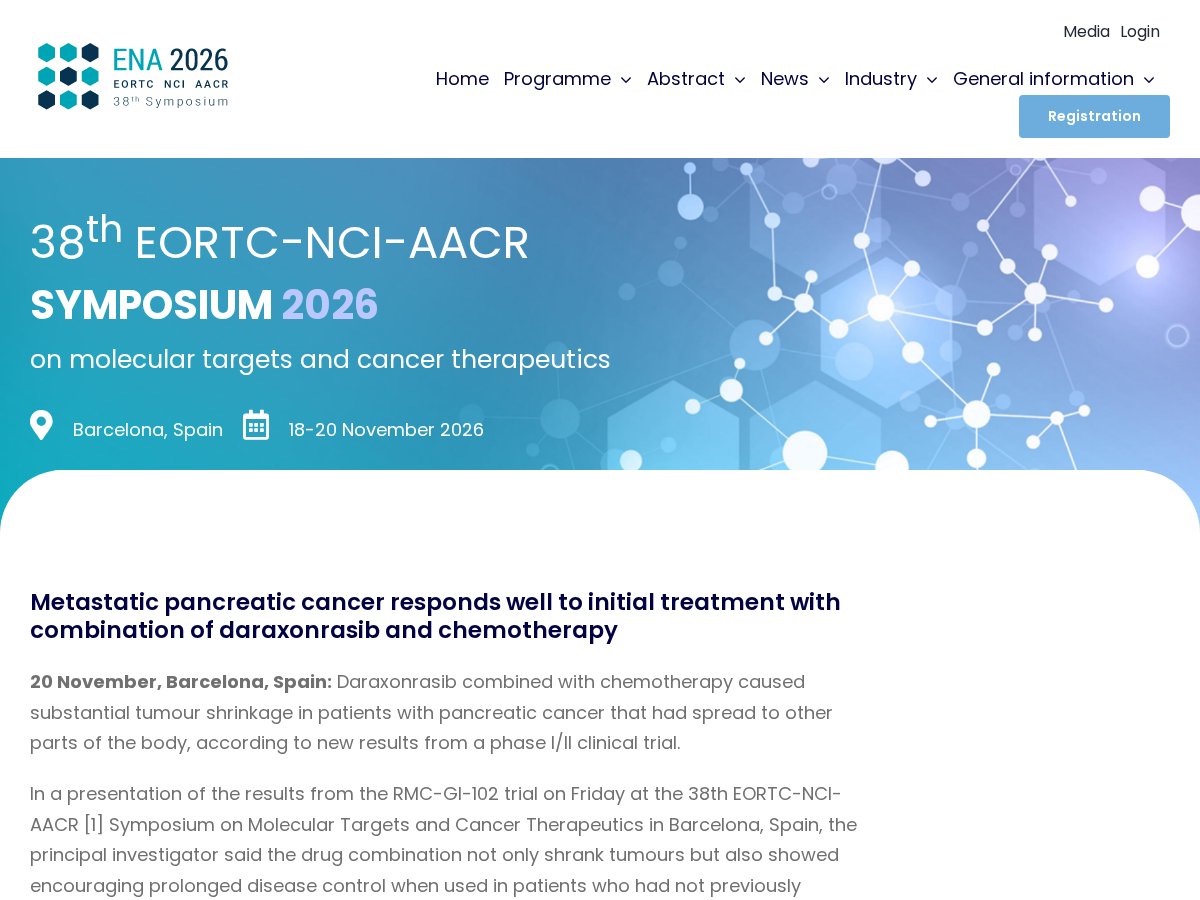 Media Login
ENA 2026
EORTC NCI AACR
38th Symposium
Home Programme Abstract News Industry General information
Registration
38th EORTC-NCI-AACR
SYMPOSIUM 2026
on molecular targets and cancer therapeutics
Barcelona, Spain 18-20 November 2026
Metastatic pancreatic cancer responds well to initial treatment with
combination of daraxonrasib and chemotherapy
20 November, Barcelona, Spain: Daraxonrasib combined with chemotherapy caused
substantial tumour shrinkage in patients with pancreatic cancer that had spread to other
parts of the body, according to new results from a phase I/II clinical trial.
In a presentation of the results from the RMC-GI-102 trial on Friday at the 38th EORTC-NCI-
AACR [1] Symposium on Molecular Targets and Cancer Therapeutics in Barcelona, Spain, the
principal investigator said the drug combination not only shrank tumours but also showed
encouraging prolonged disease control when used in patients who had not previously